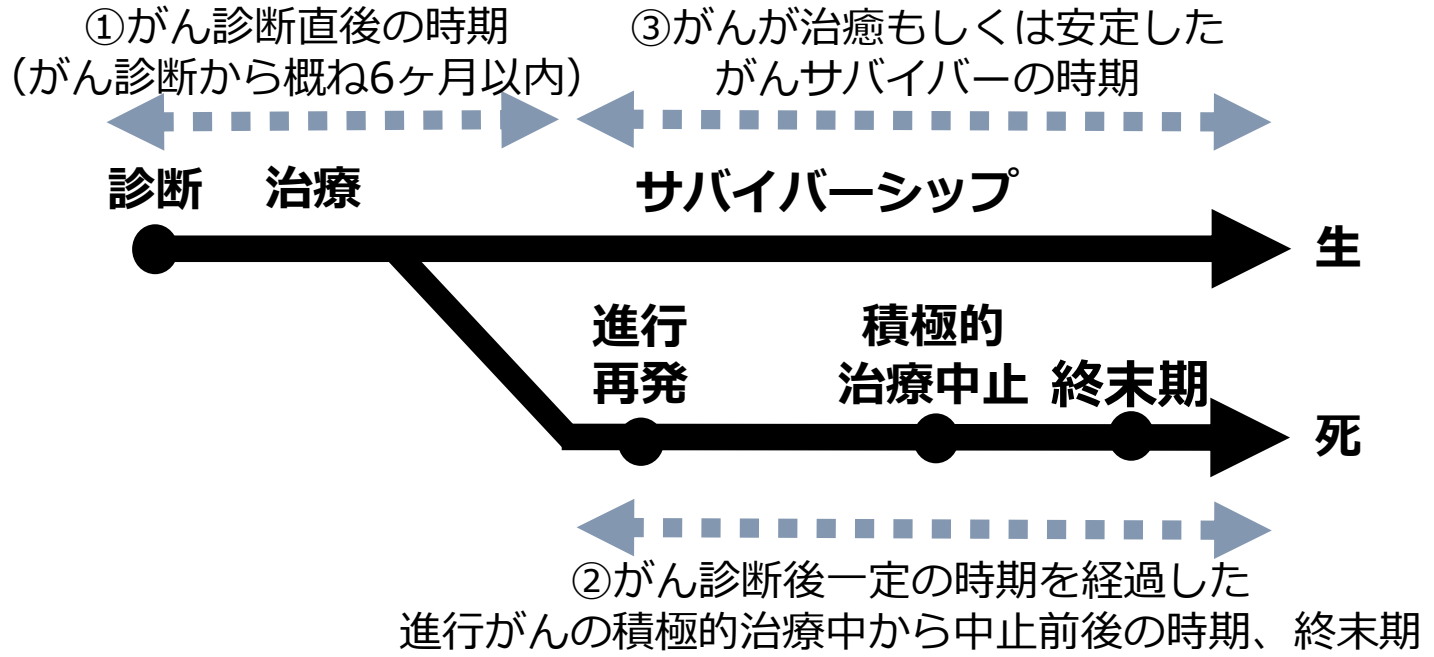 ①がん診断直後の時期
（がん診断から概ね6ヶ月以内）
③がんが治癒もしくは安定した
がんサバイバーの時期
診断
治療
サバイバーシップ
生
進行
再発
積極的
治療中止
終末期
死
②がん診断後一定の時期を経過した
進行がんの積極的治療中から中止前後の時期、終末期